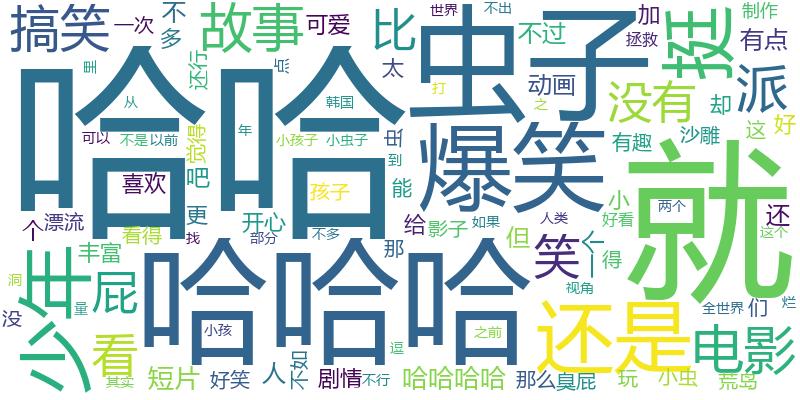 搞笑
一次
不
多
故事
可爱
比
世界
不出
虫子
不过
加
拯救
挺
制作
有点
里
还行
点
太
动画
派
哈哈
从
韩国
打
之
没有
却
好
可以
不是
以前
觉得
年
小孩子
小虫子
虫
到
爆笑
有趣
沙雕
这
喜欢
吧
孩子
能
小
就
个
漂流
更
开心
给
影子
如果
但
人类
好看
两个
还
看得
找
部分
不多
那
笑
个
得
这个
丰富
洞
少年
屁
哈哈哈
视角
没
量
全世界
们
烂
小孩
之前
还是
电影
看
逗
其实
短片
好笑
人
不如
剧情
不行
哈哈哈哈
那么
臭屁
玩
小虫
荒岛